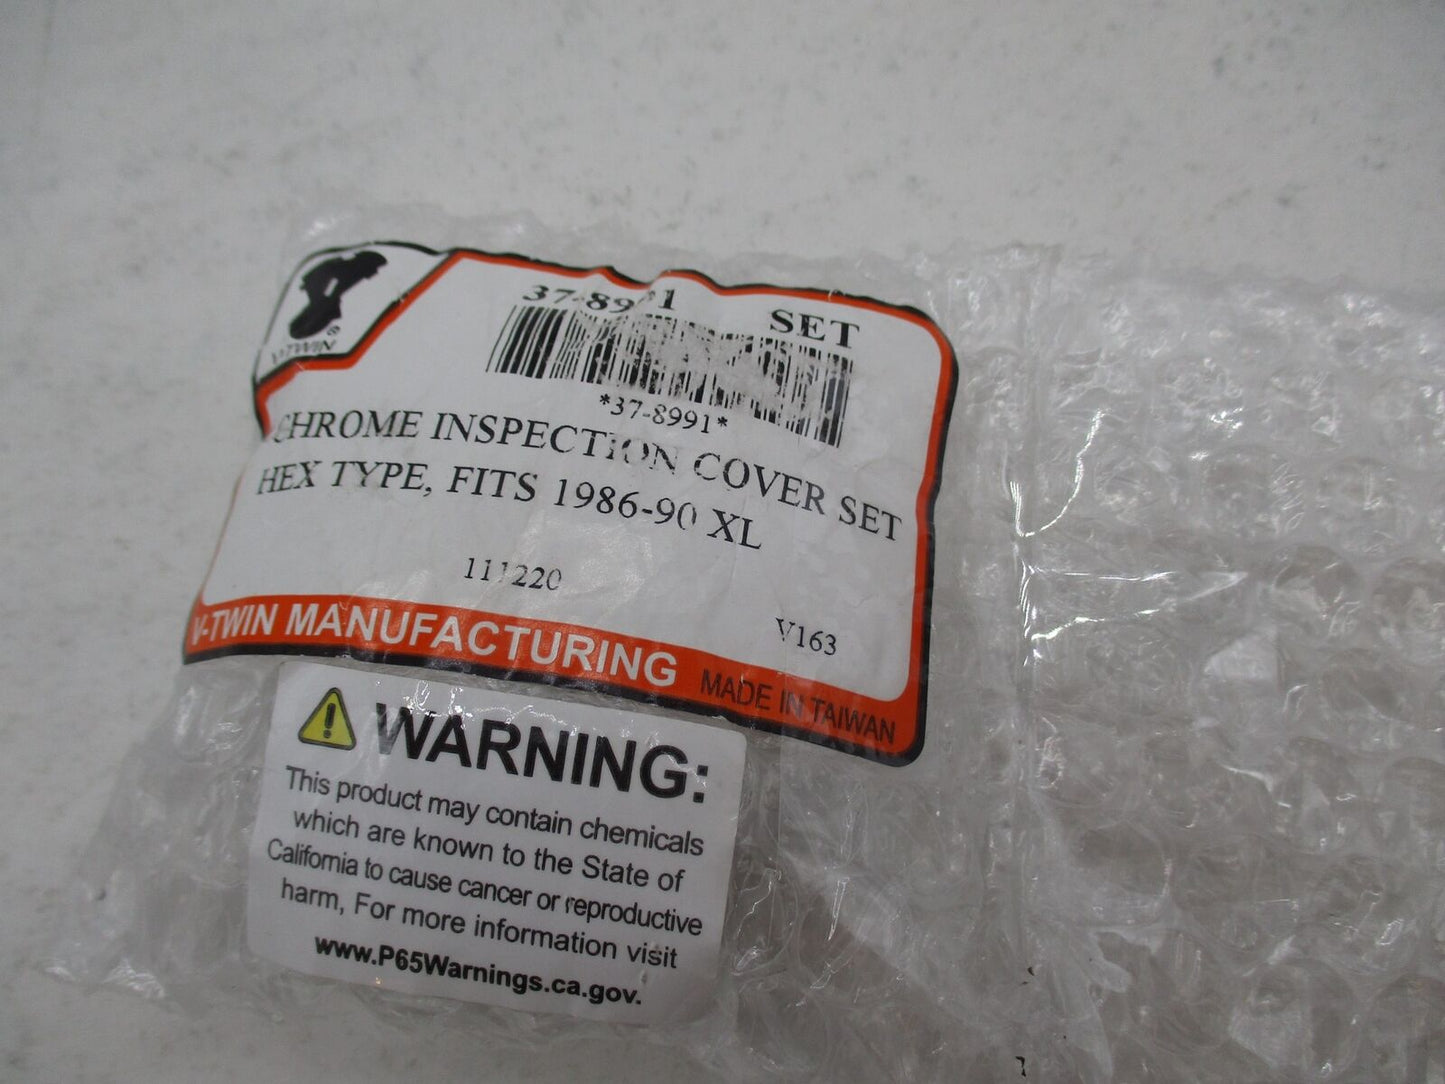 V-TWIN ®
37-8991 SET
*37-8991*
CHROME INSPECTION COVER SET
HEX TYPE, FITS 1986-90 XL
111220
V163
V-TWIN MANUFACTURING MADE IN TAIWAN
WARNING:
This product may contain chemicals
which are known to the State of
California to cause cancer or reproductive
harm, For more information visit
www.P65Warnings.ca.gov.